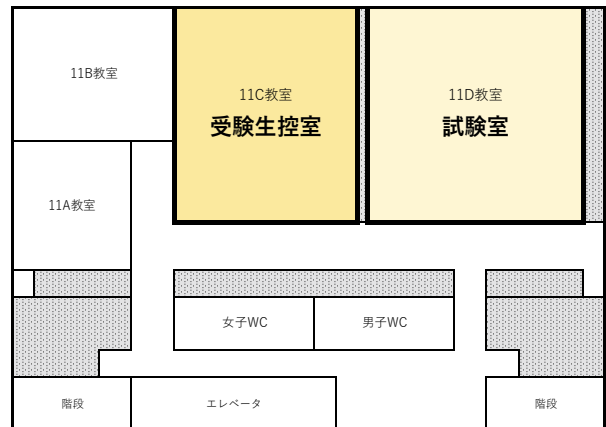 11B教室
11C教室
受験生控室
11D教室
試験室
11A教室
女子WC
男子WC
階段
エレベータ
階段